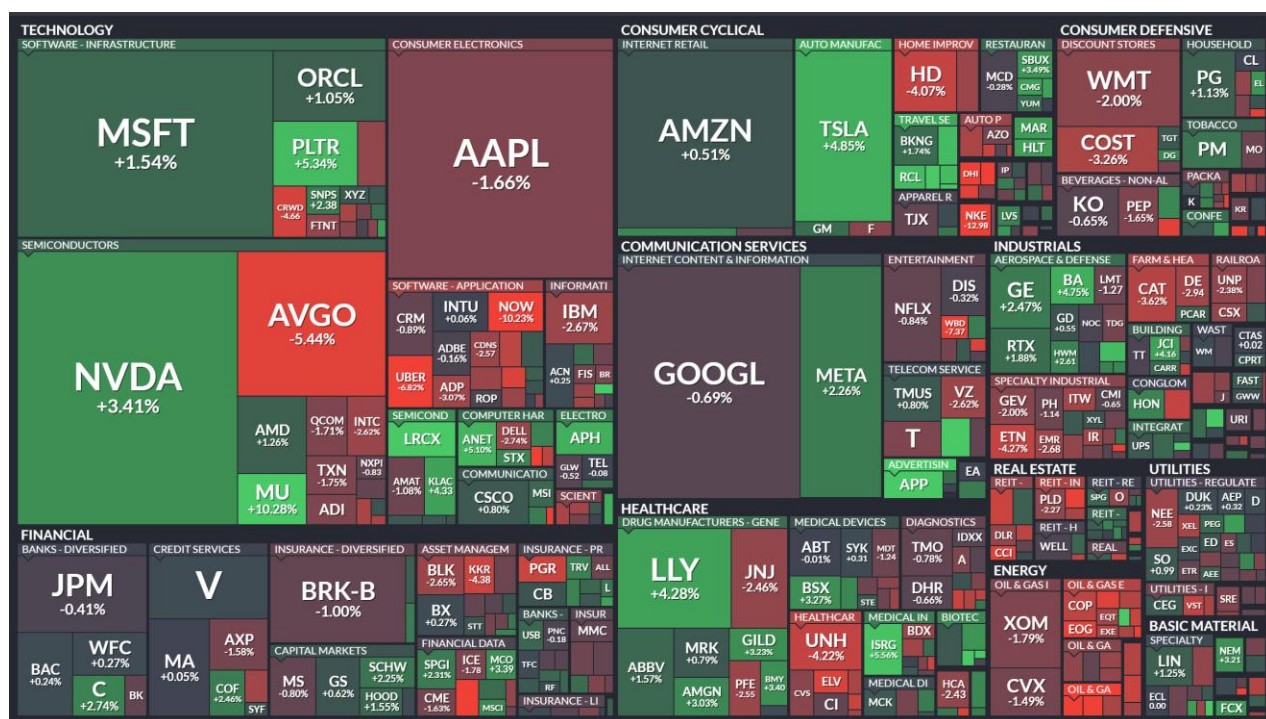 TECHNOLOGY
SOFTWARE - INFRASTRUCTURE
MSFT
+1.54%
ORCL
+1.05%
PLTR
+5.34%
CRWD
-4.66
SNPS
+2.38
XYZ
FTNT
CONSUMER ELECTRONICS
AAPL
-1.66%
SEMICONDUCTORS
NVDA
+3.41%
AVGO
-5.44%
AMD
+1.26%
QCOM
-1.71%
INTC
-2.62%
TXN
-1.75%
NXPI
-0.83
MU
+10.28%
ADI
SOFTWARE - APPLICATION
CRM
-0.89%
INTU
+0.06%
NOW
-10.23%
ADBE
-0.16%
CDNS
-2.57
UBER
-6.82%
ADP
-3.07%
ROP
INFORMATI
IBM
-2.67%
ACN
+0.25
FIS
BR
SEMICOND
LRCX
AMAT
-1.08%
KLAC
+4.33
COMPUTER HAR
ANET
+5.10%
DELL
-2.74%
STX
ELECTRO
APH
GLW
-0.52
TEL
-0.08
COMMUNICATIO
CSCO
+0.80%
MSI
SCIENT
CONSUMER CYCLICAL
INTERNET RETAIL
AMZN
+0.51%
AUTO MANUFAC
TSLA
+4.85%
GM
F
HOME IMPROV
HD
-4.07%
RESTAURAN
MCD
-0.28%
SBUX
+3.49%
CMG
YUM
TRAVEL SE
BKNG
+1.74%
RCL
AUTO P
AZO
MAR
HLT
DHI
IP
APPAREL R
TJX
NKE
-12.98
LVS
CONSUMER DEFENSIVE
DISCOUNT STORES
WMT
-2.00%
COST
-3.26%
TGT
DG
HOUSEHOLD
PG
+1.13%
CL
EL
TOBACCO
PM
MO
BEVERAGES - NON-AL
KO
-0.65%
PEP
-1.65%
PACKA
K
KR
CONFE
COMMUNICATION SERVICES
INTERNET CONTENT & INFORMATION
GOOGL
-0.69%
META
+2.26%
ENTERTAINMENT
NFLX
-0.84%
DIS
-0.32%
WBD
-7.37
TELECOM SERVICE
TMUS
+0.80%
VZ
-2.62%
T
ADVERTISIN
APP
EA
INDUSTRIALS
AEROSPACE & DEFENSE
GE
+2.47%
BA
+4.75%
LMT
-1.27
RTX
+1.88%
GD
+0.55
NOC
TDG
HWM
+2.61
FARM & HEA
CAT
-3.62%
DE
-2.94
PCAR
RAILROA
UNP
-2.38%
CSX
BUILDING
TT
JCI
+4.16
CARR
WAST
WM
CTAS
+0.02
CPRT
SPECIALTY INDUSTRIAL
GEV
-2.00%
PH
-1.14
ITW
CMI
-0.65
XYL
ETN
-4.27%
EMR
-2.68
IR
CONGLOM
HON
J
FAST
GWW
INTEGRAT
UPS
URI
REAL ESTATE
REIT -
DLR
CCI
REIT - IN
PLD
-2.27
REIT - RE
SPG
O
REIT - H
WELL
REIT -
REAL
UTILITIES
UTILITIES - REGULATE
NEE
-2.58
DUK
+0.23%
AEP
+0.32
D
XEL
PEG
SO
+0.99
EXC
ED
ES
ETR
AEE
UTILITIES - I
CEG
VST
SRE
ENERGY
OIL & GAS I
XOM
-1.79%
CVX
-1.49%
OIL & GAS E
COP
EQT
EOG
EXE
OIL & GA
OIL & GA
BASIC MATERIAL
SPECIALTY
LIN
+1.25%
ECL
0.00
NEM
+3.21
FCX
FINANCIAL
BANKS - DIVERSIFIED
JPM
-0.41%
BAC
+0.24%
WFC
+0.27%
C
+2.74%
BK
CREDIT SERVICES
V
MA
+0.05%
AXP
-1.58%
COF
+2.46%
SYF
INSURANCE - DIVERSIFIED
BRK-B
-1.00%
CAPITAL MARKETS
MS
-0.80%
GS
+0.62%
SCHW
+2.25%
HOOD
+1.55%
ASSET MANAGEM
BLK
-2.65%
KKR
-4.38
BX
+0.27%
STT
FINANCIAL DATA
SPGI
+2.31%
ICE
-1.78
MCO
+3.39
CME
-1.63%
MSCI
INSURANCE - PR
PGR
TRV
ALL
CB
L
BANKS -
USB
PNC
-0.18
TFC
RF
INSUR
MMC
INSURANCE - LI
HEALTHCARE
DRUG MANUFACTURERS - GENE
LLY
+4.28%
JNJ
-2.46%
ABBV
+1.57%
MRK
+0.79%
GILD
+3.23%
AMGN
+3.03%
PFE
-2.55
BMY
+3.40
MEDICAL DEVICES
ABT
-0.01%
SYK
+0.31
MDT
-1.24
BSX
+3.27%
STE
DIAGNOSTICS
TMO
-0.78%
IDXX
A
DHR
-0.66%
HEALTHCAR
UNH
-4.22%
CVS
ELV
CI
MEDICAL IN
ISRG
+5.56%
BDX
BIOTEC
MEDICAL DI
MCK
HCA
-2.43